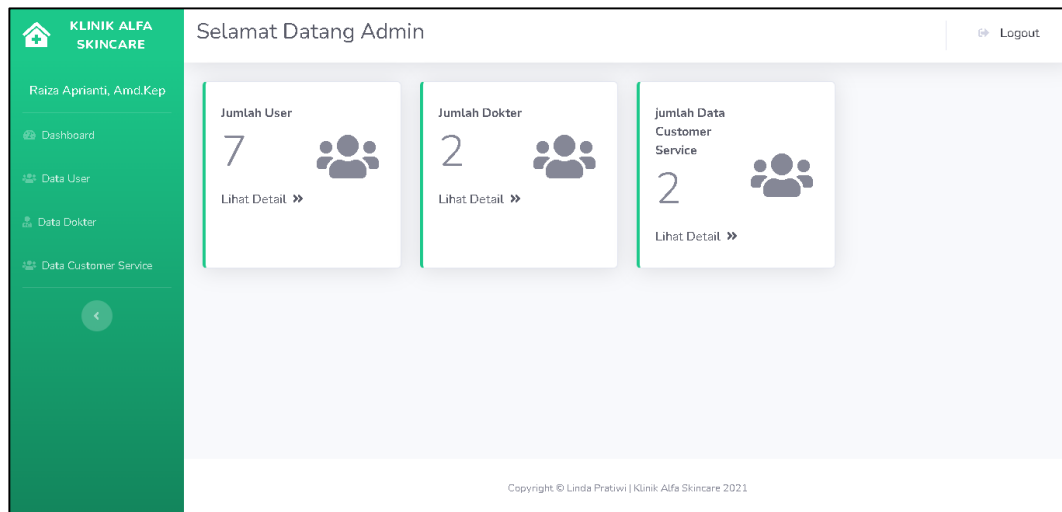 KLINIK ALFA
SKINCARE
Raiza Aprianti, Amd.Kep
Dashboard
Data User
Data Dokter
Data Customer Service
Selamat Datang Admin
Logout
Jumlah User
7
Lihat Detail
Jumlah Dokter
2
Lihat Detail
jumlah Data
Customer
Service
2
Lihat Detail
Copyright © Linda Pratiwi | Klinik Alfa Skincare 2021